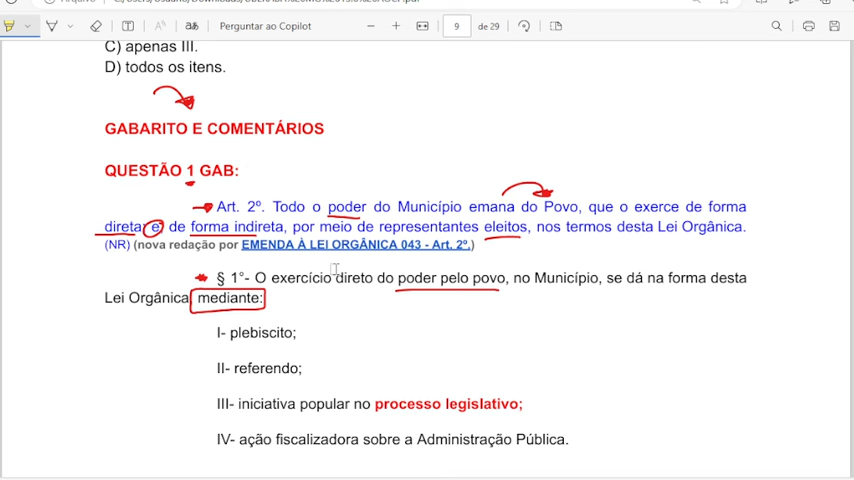 Perguntar ao Copilot
9
de 29
C) apenas III.
D) todos os itens.
GABARITO E COMENTÁRIOS
QUESTÃO 1 GAB:
Art. 2º. Todo o poder do Município emana do Povo, que o exerce de forma
direta e de forma indireta, por meio de representantes eleitos, nos termos desta Lei Orgânica.
(NR) (nova redação por EMENDA À LEI ORGÂNICA 043 - Art. 2º.)
§ 1°- O exercício direto do poder pelo povo, no Município, se dá na forma desta
Lei Orgânica, mediante:
I- plebiscito;
II- referendo;
III- iniciativa popular no processo legislativo;
IV- ação fiscalizadora sobre a Administração Pública.